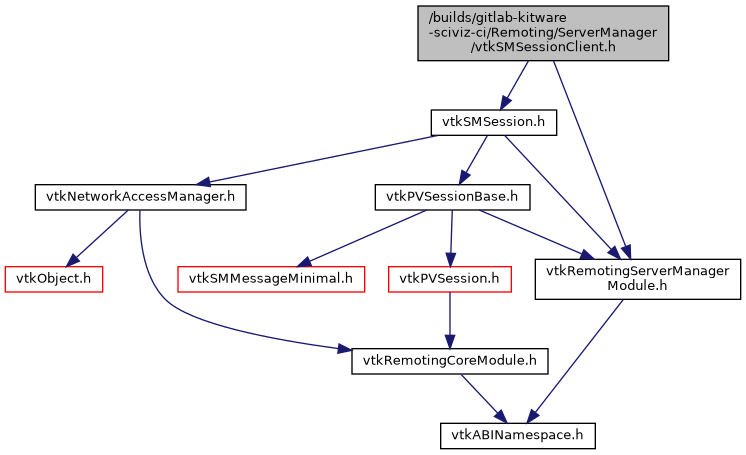 /builds/gitlab-kitware
-sciviz-ci/Remoting/ServerManager
/vtkSMSessionClient.h
vtkSMSession.h
vtkNetworkAccessManager.h
vtkPVSessionBase.h
vtkObject.h
vtkSMMessageMinimal.h
vtkPVSession.h
vtkRemotingServerManager
Module.h
vtkRemotingCoreModule.h
vtkABINamespace.h